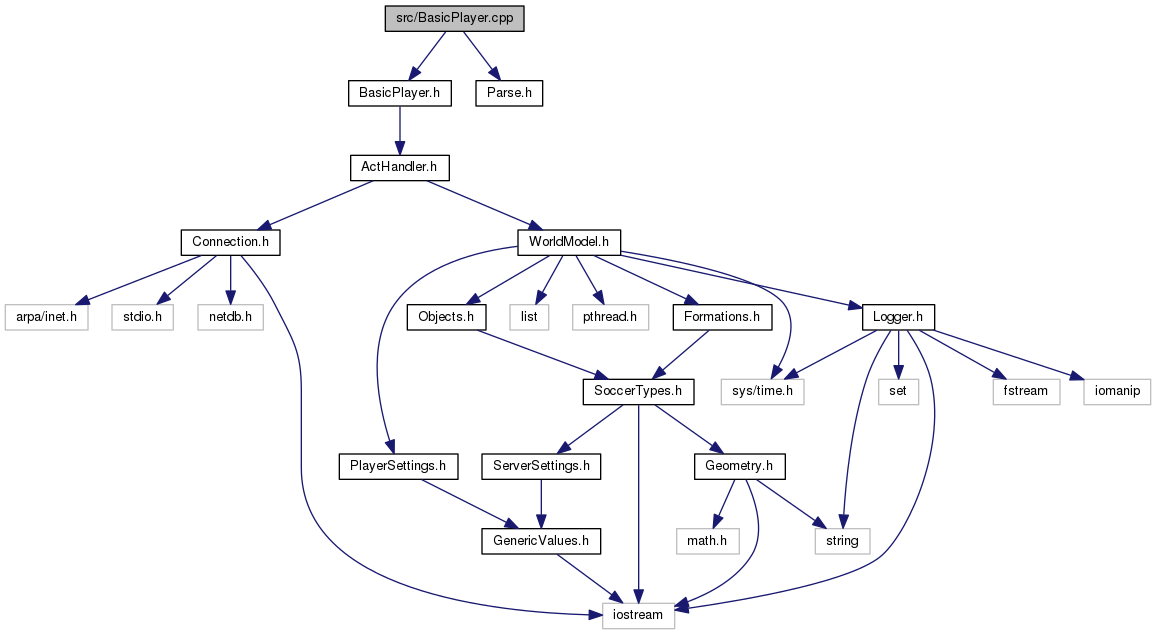 src/BasicPlayer.cpp
BasicPlayer.h
Parse.h
ActHandler.h
Connection.h
WorldModel.h
arpa/inet.h
stdio.h
netdb.h
Objects.h
list
pthread.h
Formations.h
Logger.h
SoccerTypes.h
sys/time.h
set
fstream
iomanip
PlayerSettings.h
ServerSettings.h
Geometry.h
GenericValues.h
math.h
string
iostream